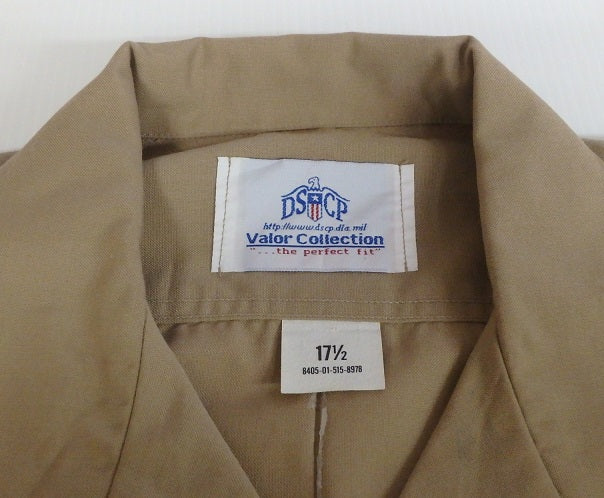 DSCP
http://www.dscp.dla.mil
Valor Collection
"...the perfect fit"
17½
8405-01-515-8978